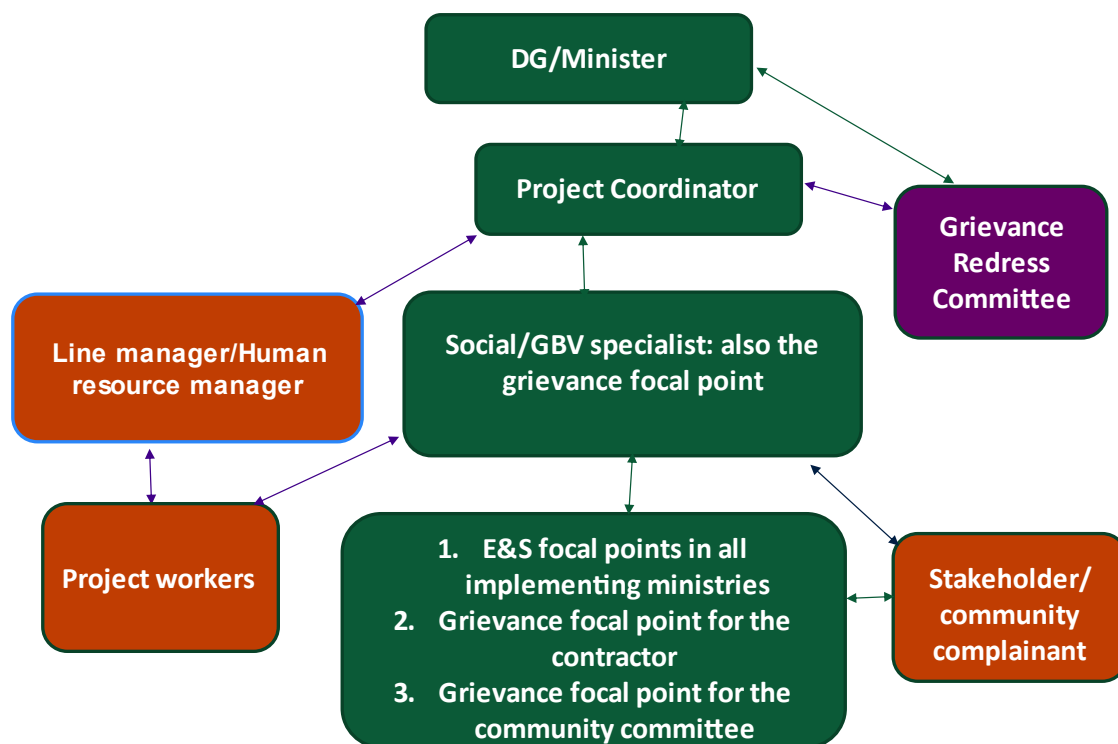 DG/Minister
Project Coordinator
Grievance
Redress
Committee
Line manager/Human
resource manager
Social/GBV specialist: also the
grievance focal point
Project workers
1. E&S focal points in all
implementing ministries
2. Grievance focal point for the
contractor
3. Grievance focal point for the
community committee
Stakeholder/
community
complainant